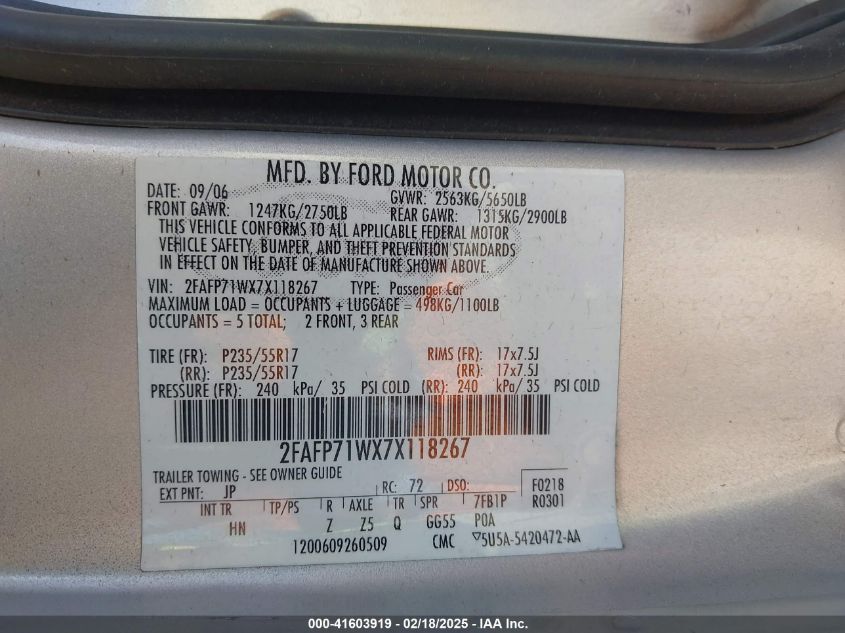 MFD. BY FORD MOTOR CO.
DATE: 09/06 GVWR: 2563KG/5650LB
FRONT GAWR: 1247KG/2750LB REAR GAWR: 1315KG/2900LB
THIS VEHICLE CONFORMS TO ALL APPLICABLE FEDERAL MOTOR
VEHICLE SAFETY, BUMPER, AND THEFT PREVENTION STANDARDS
IN EFFECT ON THE DATE OF MANUFACTURE SHOWN ABOVE.
VIN: 2FAFP71WX7X118267 TYPE: Passenger Car
MAXIMUM LOAD = OCCUPANTS + LUGGAGE = 498KG/1100LB
OCCUPANTS = 5 TOTAL; 2 FRONT, 3 REAR
TIRE (FR): P235/55R17 RIMS (FR): 17x7.5J
(RR): P235/55R17 (RR): 17x7.5J
PRESSURE (FR): 240 kPa/ 35 PSI COLD (RR): 240 kPa/ 35 PSI COLD
2FAFP71WX7X118267
TRAILER TOWING - SEE OWNER GUIDE
EXT PNT: JP RC: 72 DSO: F0218
INT TR TP/PS R AXLE TR SPR 7FB1P R0301
HN Z Z5 Q GG55 POA
1200609260509 CMC 5U5A-5420472-AA
000-41603919 / 02/18/2025 - IAA Inc.